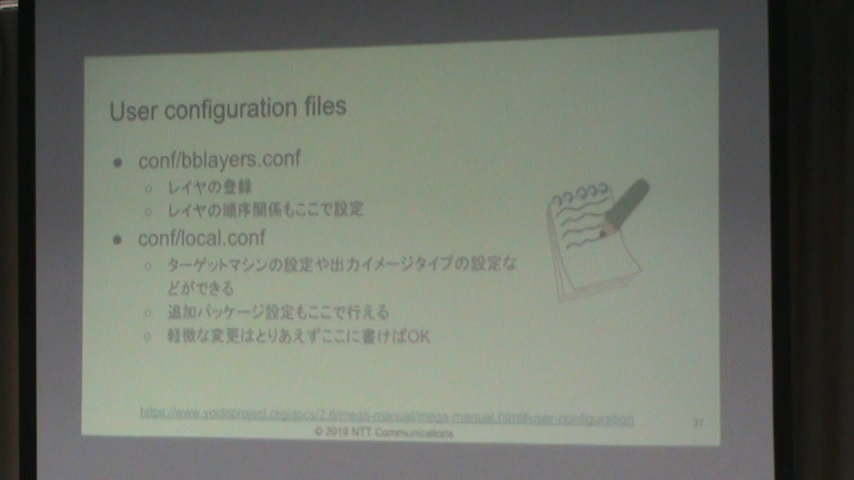 User configuration files
● conf/bblayers.conf
○ レイヤの登録
○ レイヤの順序関係もここで設定
● conf/local.conf
○ ターゲットマシンの設定や出力イメージタイプの設定な
どができる
○ 追加パッケージ設定もここで行える
○ 軽微な変更はとりあえずここに書けばOK
https://www.yoctoproject.org/docs/2.6/mega-manual/mega-manual.html#user-configuration
37
© 2019 NTT Communications